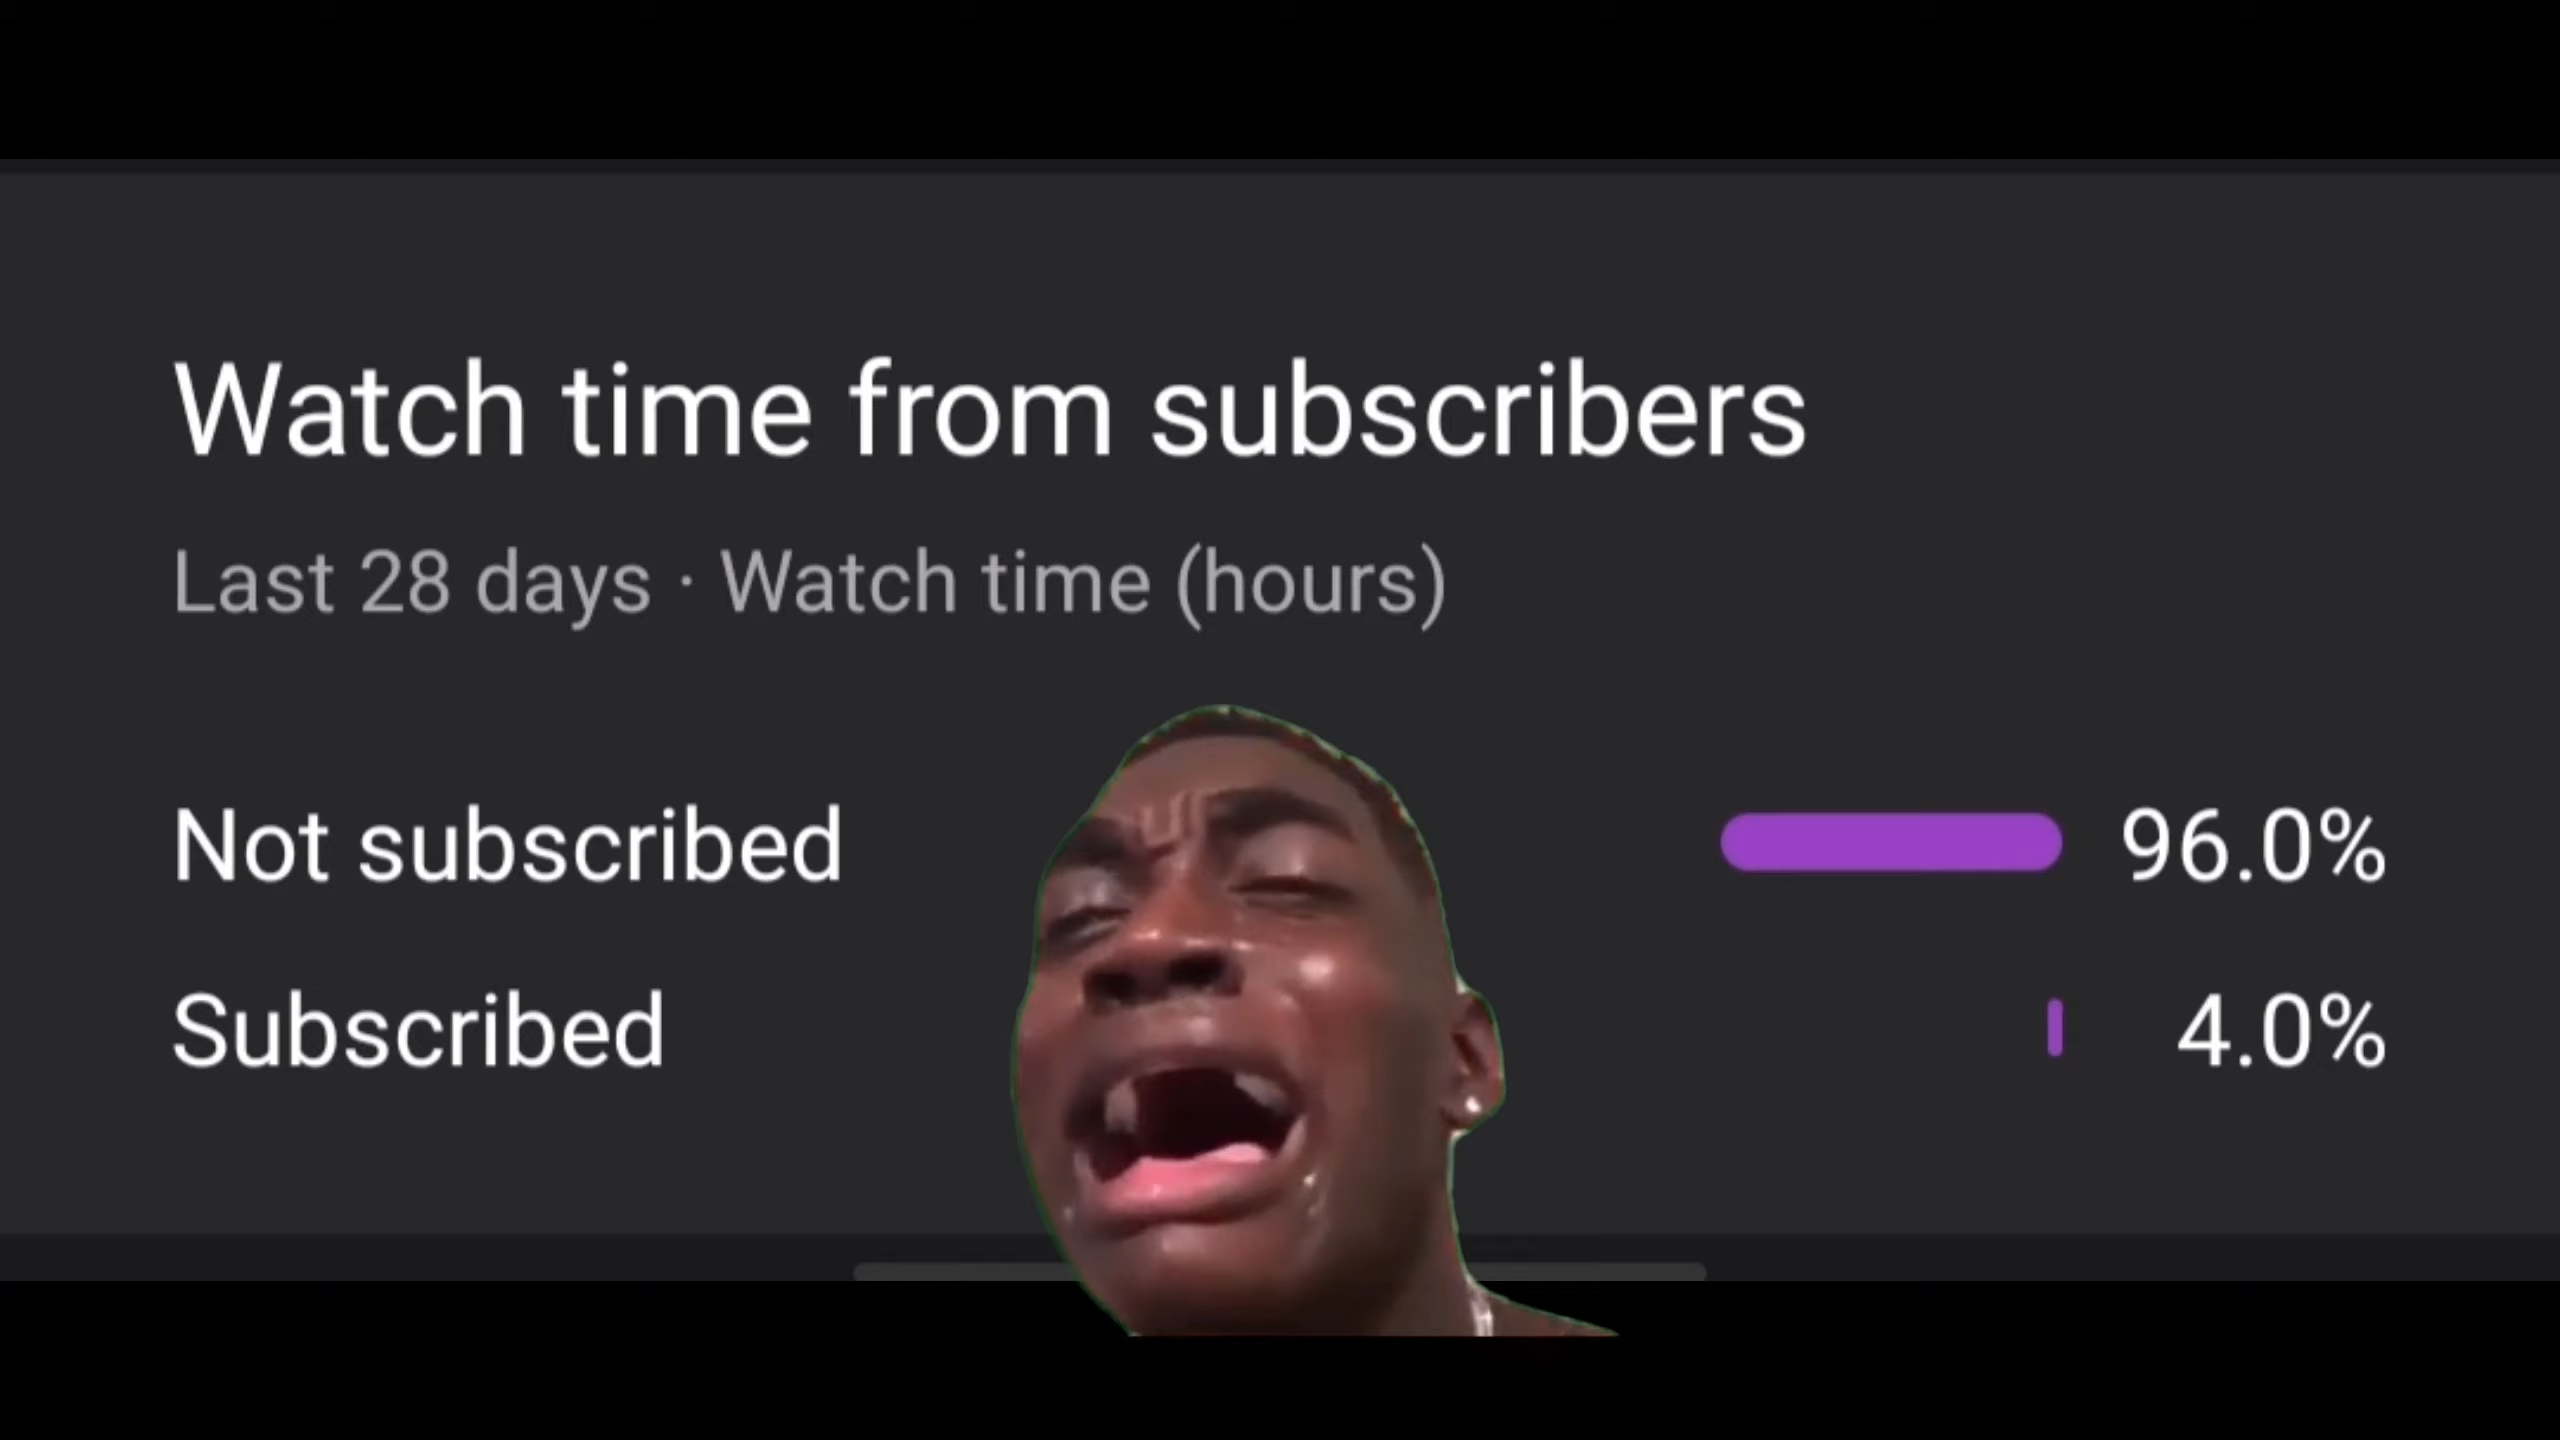 Watch time from subscribers
Last 28 days · Watch time (hours)
Not subscribed 96.0%
Subscribed 4.0%